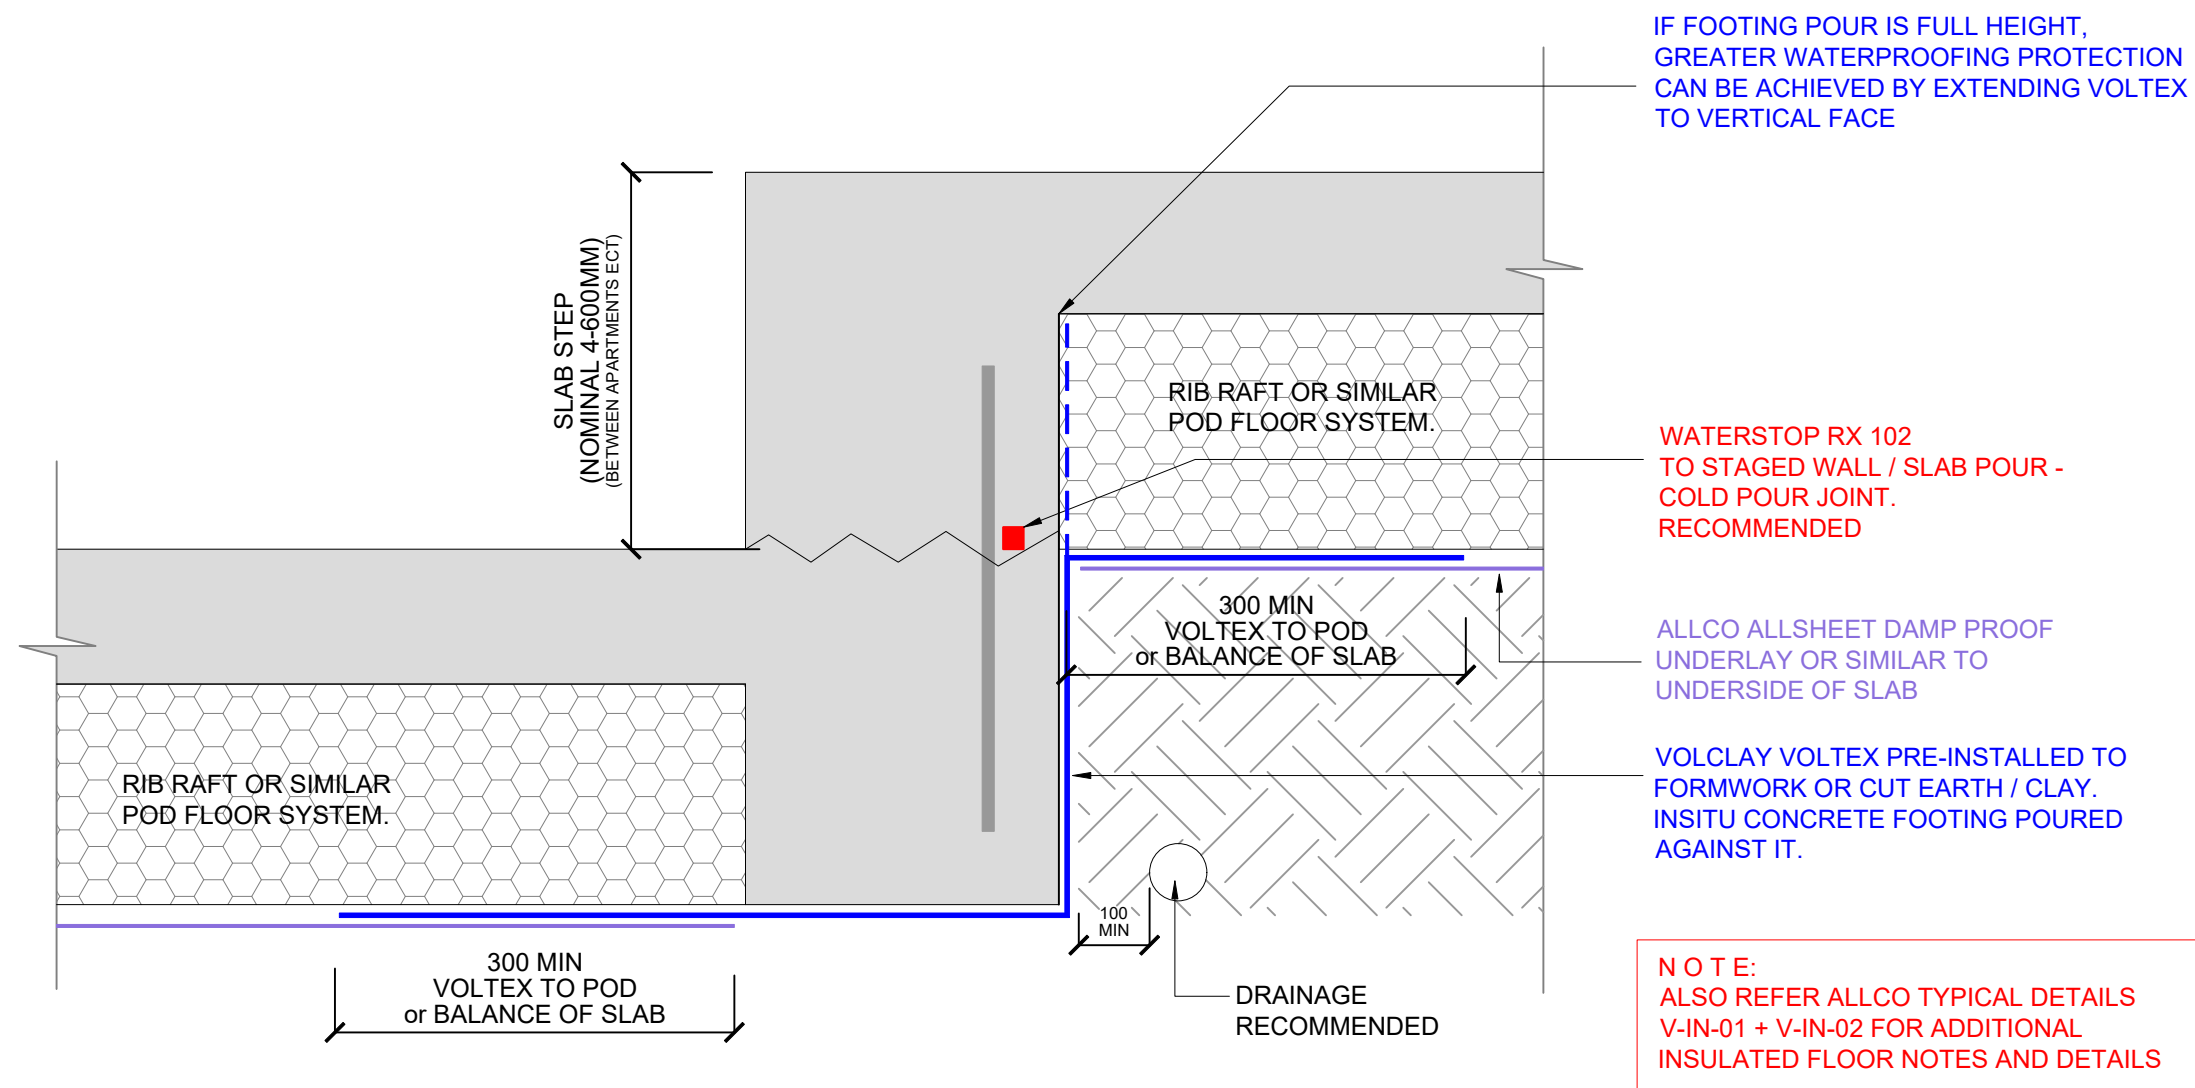 IF FOOTING POUR IS FULL HEIGHT,
GREATER WATERPROOFING PROTECTION
CAN BE ACHIEVED BY EXTENDING VOLTEX
TO VERTICAL FACE
SLAB STEP
(NOMINAL 4-600MM)
(BETWEEN APARTMENTS ECT)
RIB RAFT OR SIMILAR
POD FLOOR SYSTEM.
WATERSTOP RX 102
TO STAGED WALL / SLAB POUR -
COLD POUR JOINT.
RECOMMENDED
300 MIN
VOLTEX TO POD
or BALANCE OF SLAB
ALLCO ALLSHEET DAMP PROOF
UNDERLAY OR SIMILAR TO
UNDERSIDE OF SLAB
RIB RAFT OR SIMILAR
POD FLOOR SYSTEM.
VOLCLAY VOLTEX PRE-INSTALLED TO
FORMWORK OR CUT EARTH / CLAY.
INSITU CONCRETE FOOTING POURED
AGAINST IT.
100
MIN
300 MIN
VOLTEX TO POD
or BALANCE OF SLAB
DRAINAGE
RECOMMENDED
N O T E:
ALSO REFER ALLCO TYPICAL DETAILS
V-IN-01 + V-IN-02 FOR ADDITIONAL
INSULATED FLOOR NOTES AND DETAILS